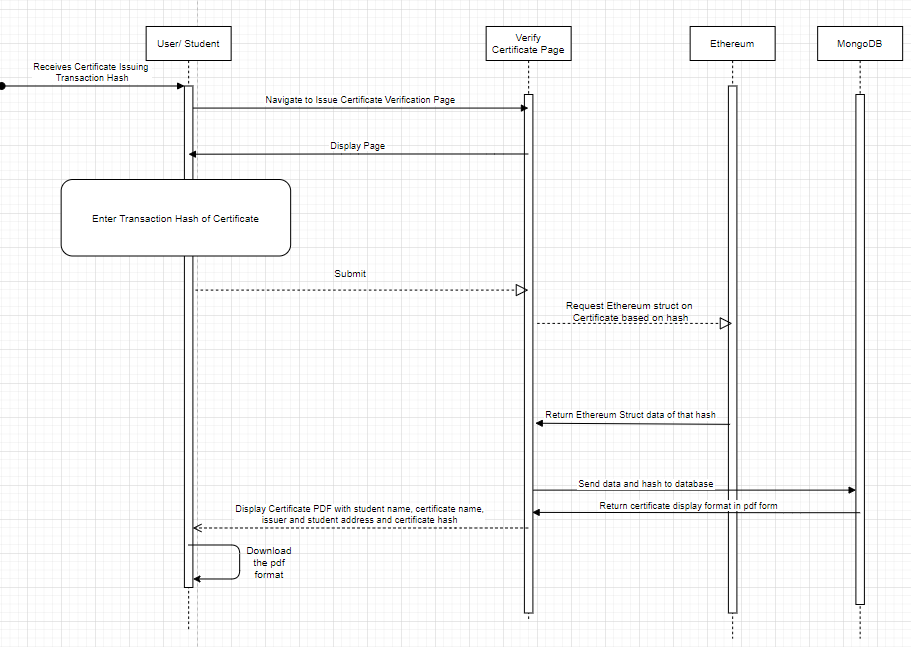 User/ Student
Verify
Certificate Page
Ethereum
MongoDB
Receives Certificate Issuing
Transaction Hash
Navigate to Issue Certificate Verification Page
Display Page
Enter Transaction Hash of Certificate
Submit
Request Ethereum struct on
Certificate based on hash
Return Ethereum Struct data of that hash
Send data and hash to database
Return certificate display format in pdf form
Display Certificate PDF with student name, certificate name,
issuer and student address and certificate hash
Download
the pdf
format